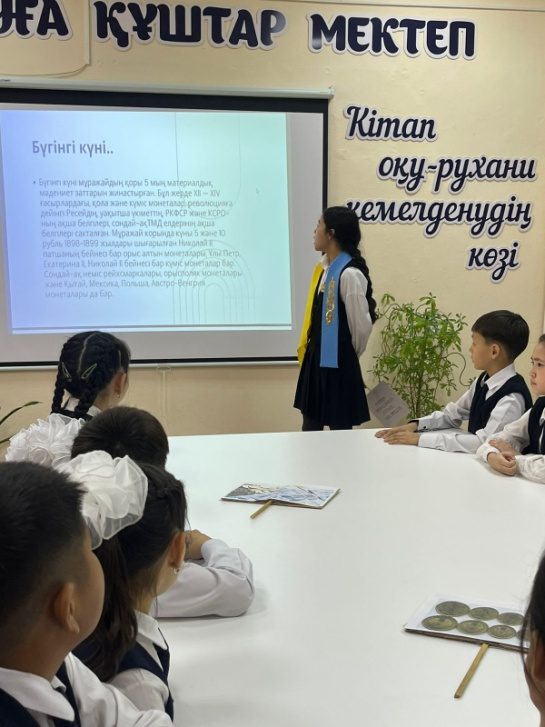 ҒА ҚҰШТАР МЕКТЕП
Кітап
оқу-рухани
кемелденудің
көзі
Бүгінгі күні..
• Бүгінгі күні мұражайдың қоры 5 мың материалдық
мәдениет заттарын жинастырған. Бұл жерде XII – XIV
ғасырлардағы, қола және күміс монеталар, революцияға
дейінгі Ресейдің, уақытша үкіметтің, РКФСР және КСРО-
ның ақша белгілері, сондай-ақ ТМД елдерінің ақша
белгілері сақталған. Мұражай қорында құны 5 және 10
рубль 1898-1899 жылдары шығарылған Николай II
патшаның бейнесі бар орыс алтын монеталары, Ұлы Петр,
Екатерина II, Николай II бейнесі бар күміс монеталар бар.
Сондай-ақ, неміс рейхсмаркалары, оризполик монеталары
және Қытай, Мексика, Польша, Австро-Венгрия
монеталары да бар.